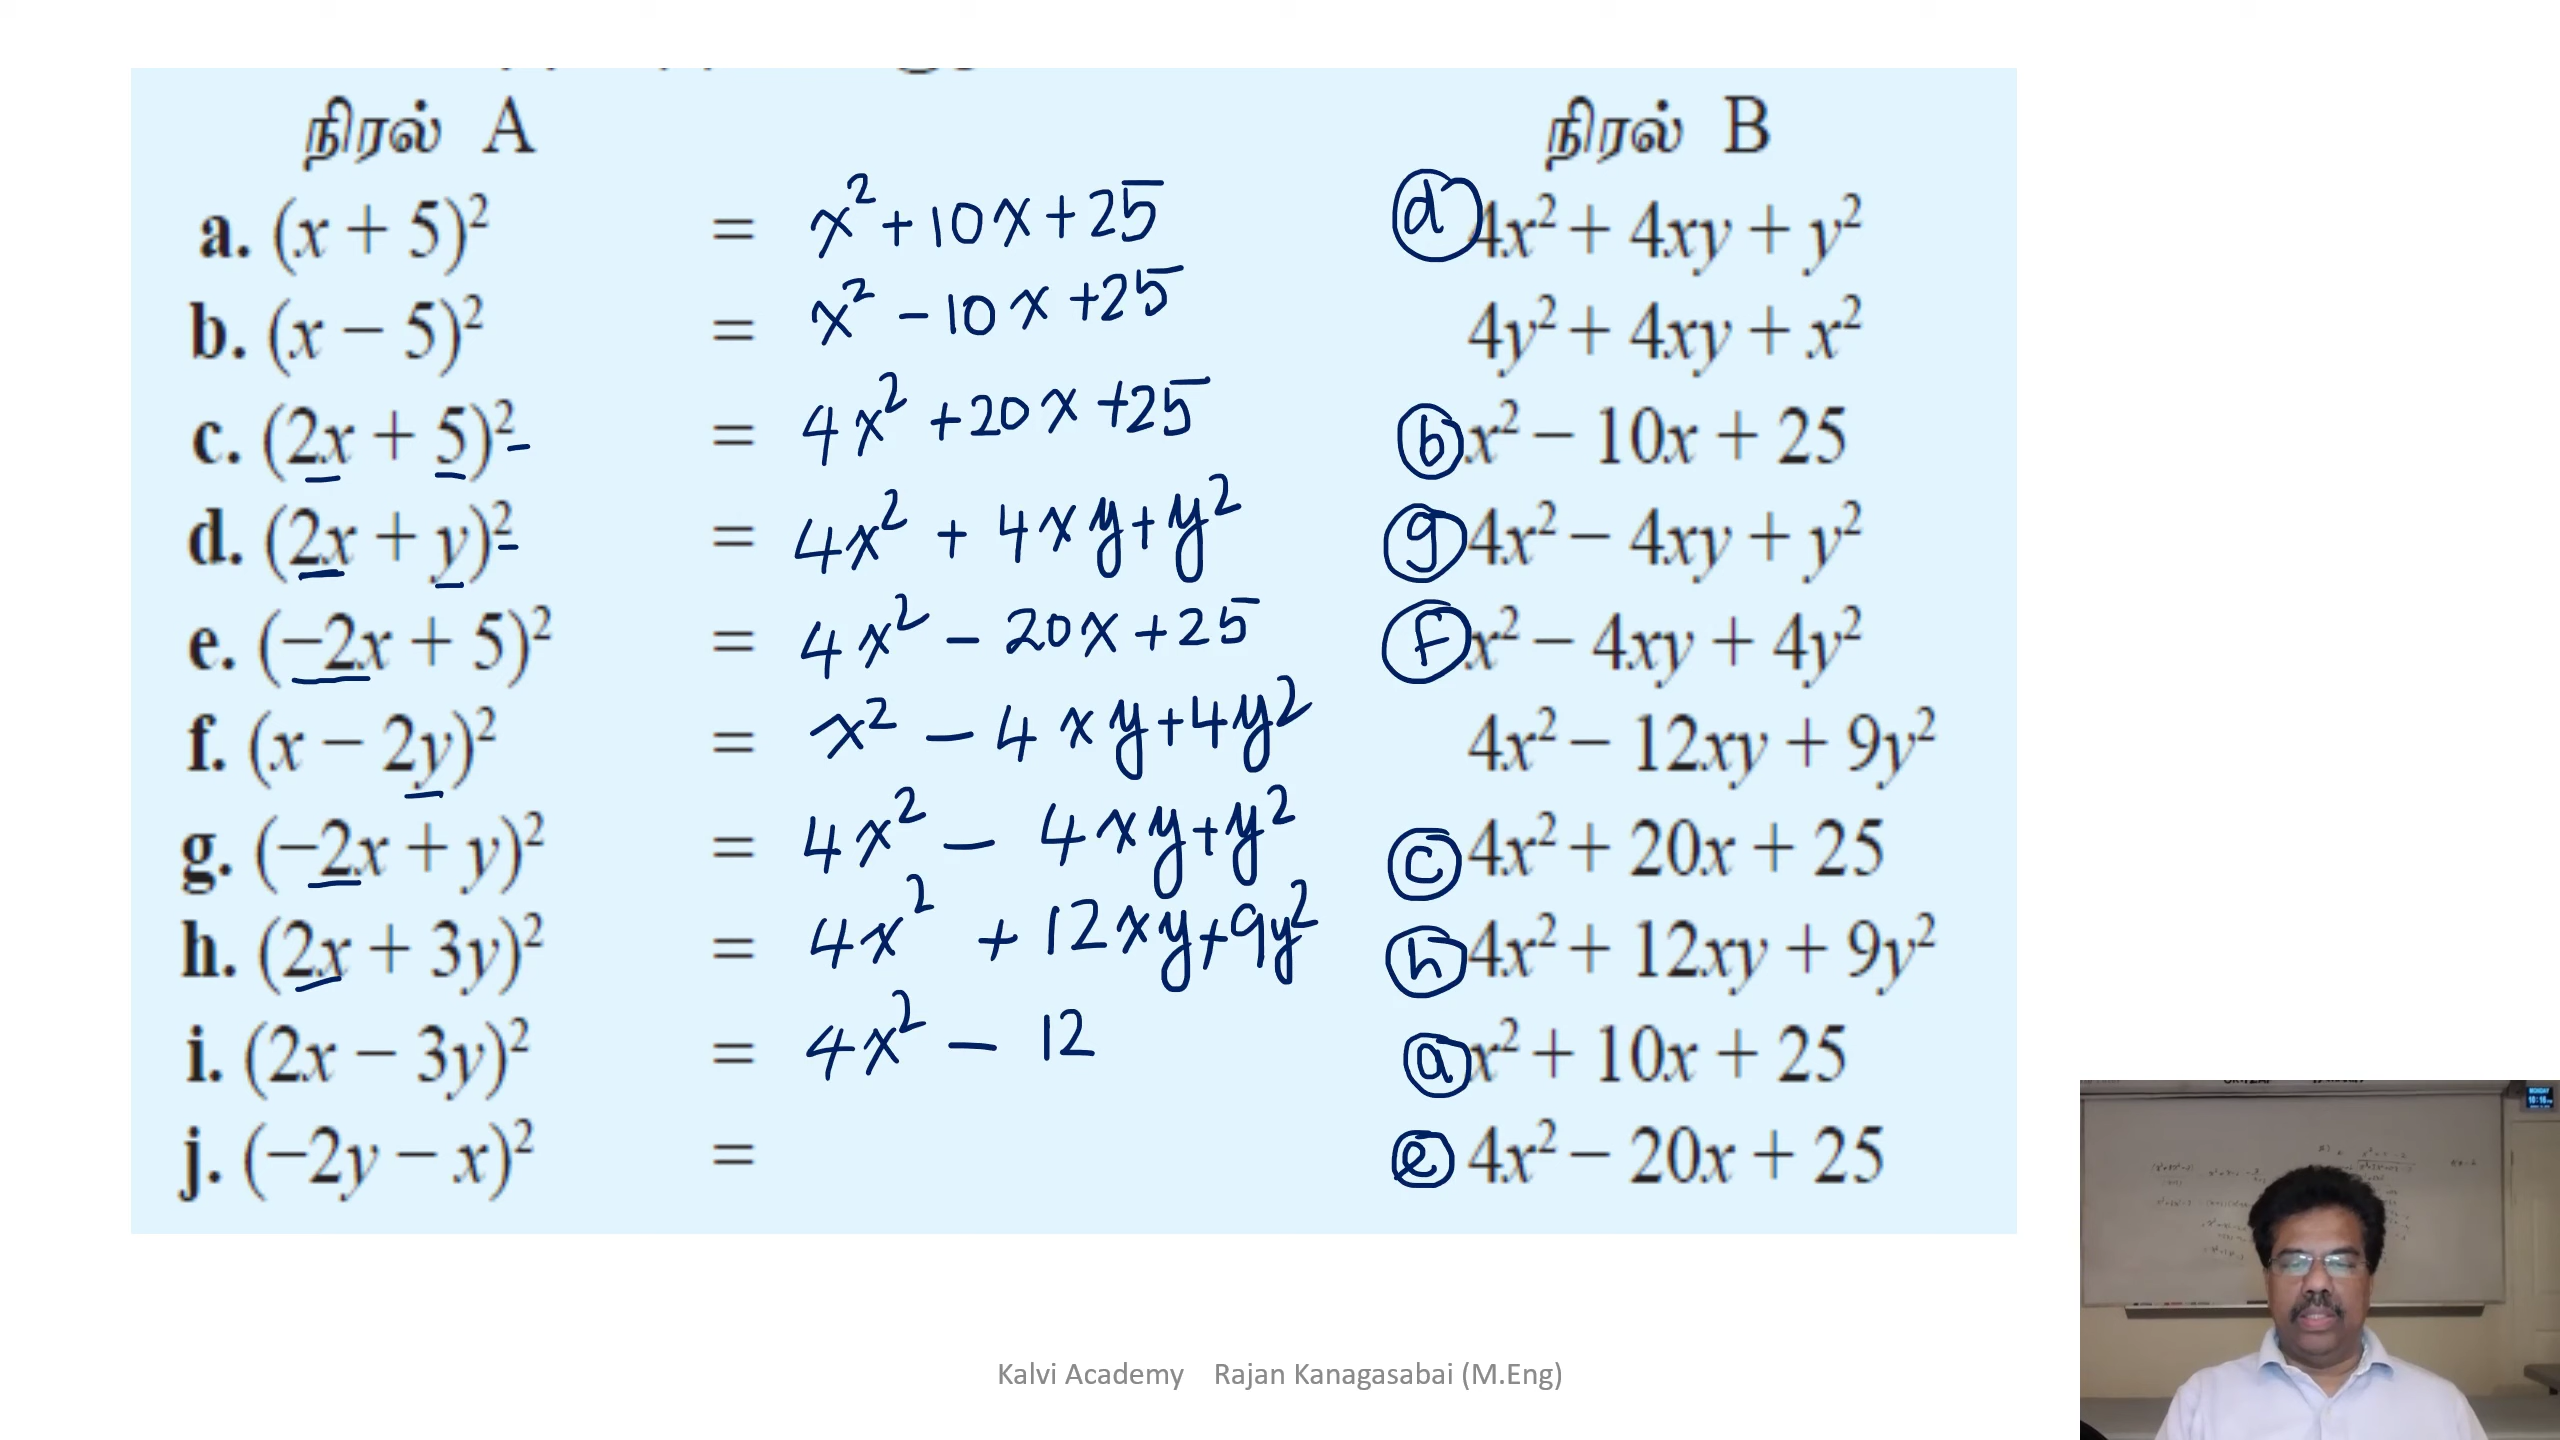 நிரல் A நிரல் B
a. (x + 5)² = x² + 10x + 25 ⓓ 4x² + 4xy + y²
b. (x − 5)² = x² − 10x + 25 4y² + 4xy + x²
c. (2x + 5)² = 4x² + 20x + 25 ⓑ x² − 10x + 25
d. (2x + y)² = 4x² + 4xy + y² ⓖ 4x² − 4xy + y²
e. (−2x + 5)² = 4x² − 20x + 25 ⓕ x² − 4xy + 4y²
f. (x − 2y)² = x² − 4xy + 4y² 4x² − 12xy + 9y²
g. (−2x + y)² = 4x² − 4xy + y² ⓒ 4x² + 20x + 25
h. (2x + 3y)² = 4x² + 12xy + 9y² ⓗ 4x² + 12xy + 9y²
i. (2x − 3y)² = 4x² − 12 ⓐ x² + 10x + 25
j. (−2y − x)² = ⓔ 4x² − 20x + 25
Kalvi Academy Rajan Kanagasabai (M.Eng)